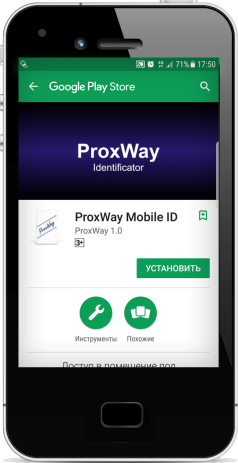 71% 17:50
Google Play Store
ProxWay
Identificator
ProxWay Mobile ID
ProxWay 1.0
3+
УСТАНОВИТЬ
Инструменты Похожие
Доступ в помещение под